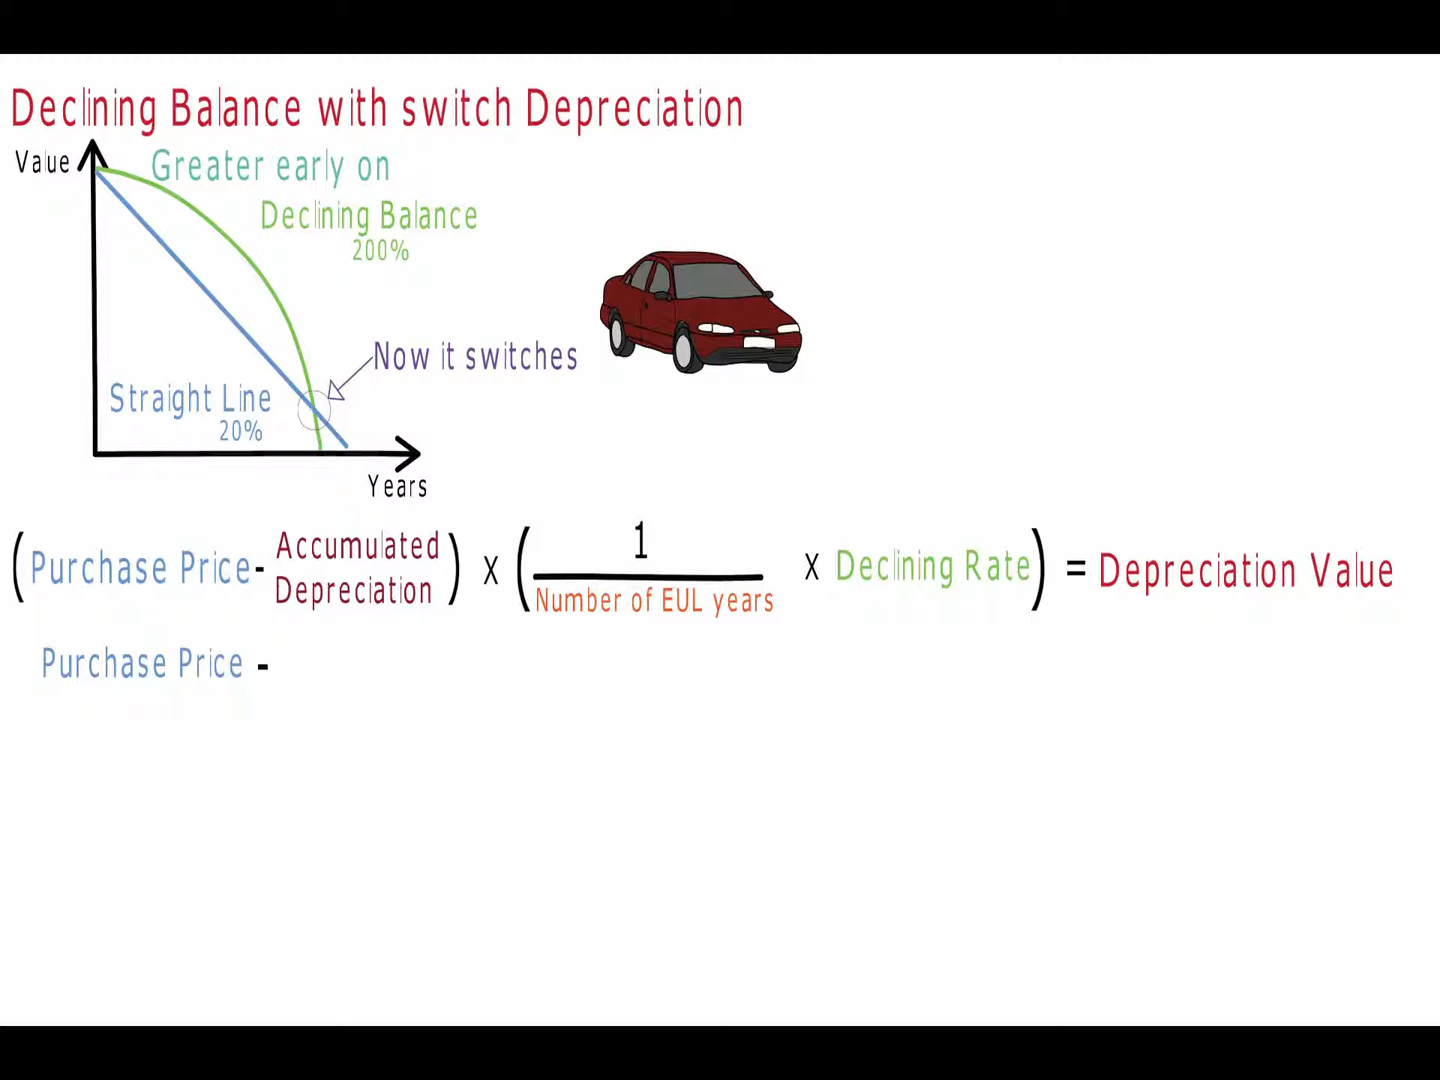 Declining Balance with switch Depreciation
Value
Greater early on
Declining Balance
200%
Now it switches
Straight Line
20%
Years
(Purchase Price - Accumulated Depreciation) x (1 / Number of EUL years x Declining Rate) = Depreciation Value
Purchase Price -